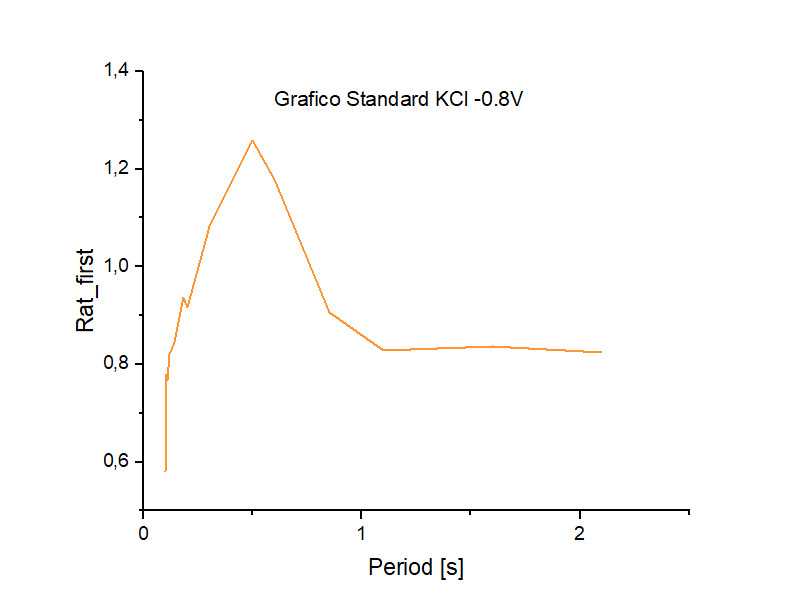 Grafico Standard KCl -0.8V
1,4
1,2
1,0
0,8
0,6
Rat_first
0 1 2
Period [s]